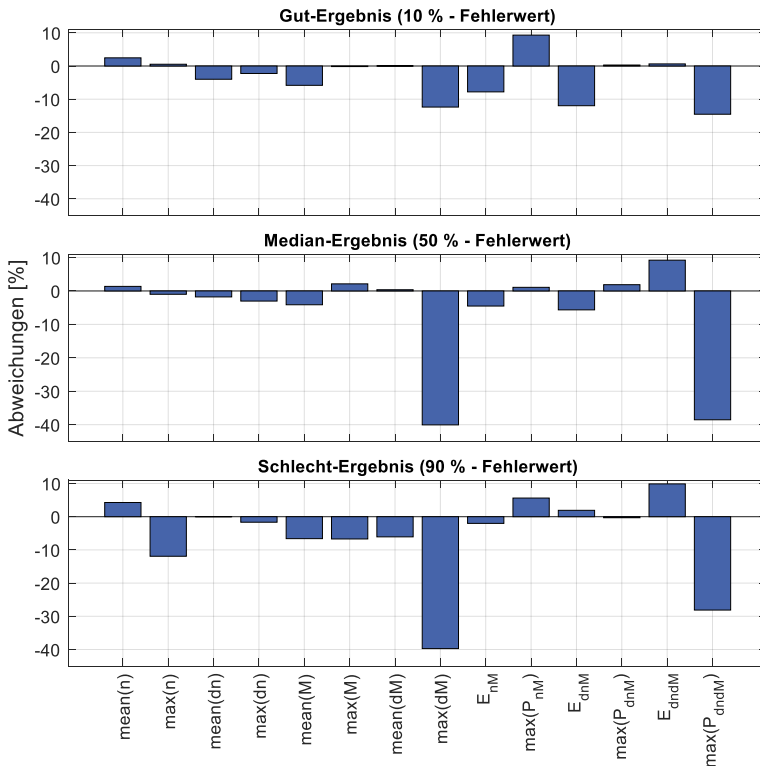 Gut-Ergebnis (10 % - Fehlerwert)
10
0
-10
-20
-30
-40
Median-Ergebnis (50 % - Fehlerwert)
10
0
-10
-20
-30
-40
Abweichungen [%]
Schlecht-Ergebnis (90 % - Fehlerwert)
10
0
-10
-20
-30
-40
mean(n)
max(n)
mean(dn)
max(dn)
mean(M)
max(M)
mean(dM)
max(dM)
E_nM
max(P_nM)
E_dnM
max(P_dnM)
E_dndM
max(P_dndM)